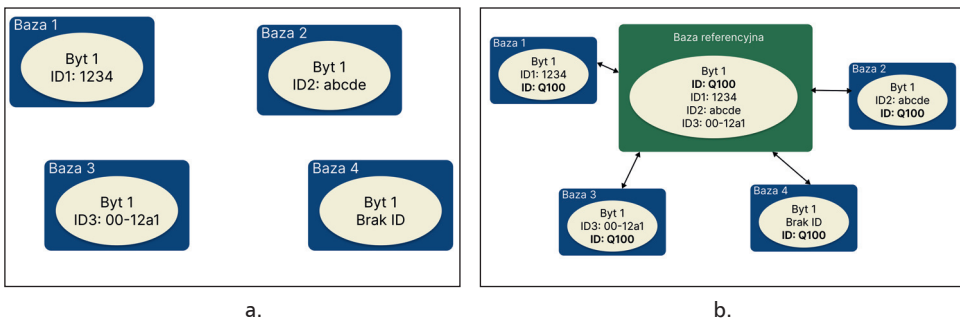 Baza 1
Byt 1
ID1: 1234
Baza 2
Byt 1
ID2: abcde
Baza 3
Byt 1
ID3: 00-12a1
Baza 4
Byt 1
Brak ID
a.
Baza referencyjna
Byt 1
ID: Q100
ID1: 1234
ID2: abcde
ID3: 00-12a1
Baza 1
Byt 1
ID1: 1234
ID: Q100
Baza 2
Byt 1
ID2: abcde
ID: Q100
Baza 3
Byt 1
ID3: 00-12a1
ID: Q100
Baza 4
Byt 1
Brak ID
ID: Q100
b.